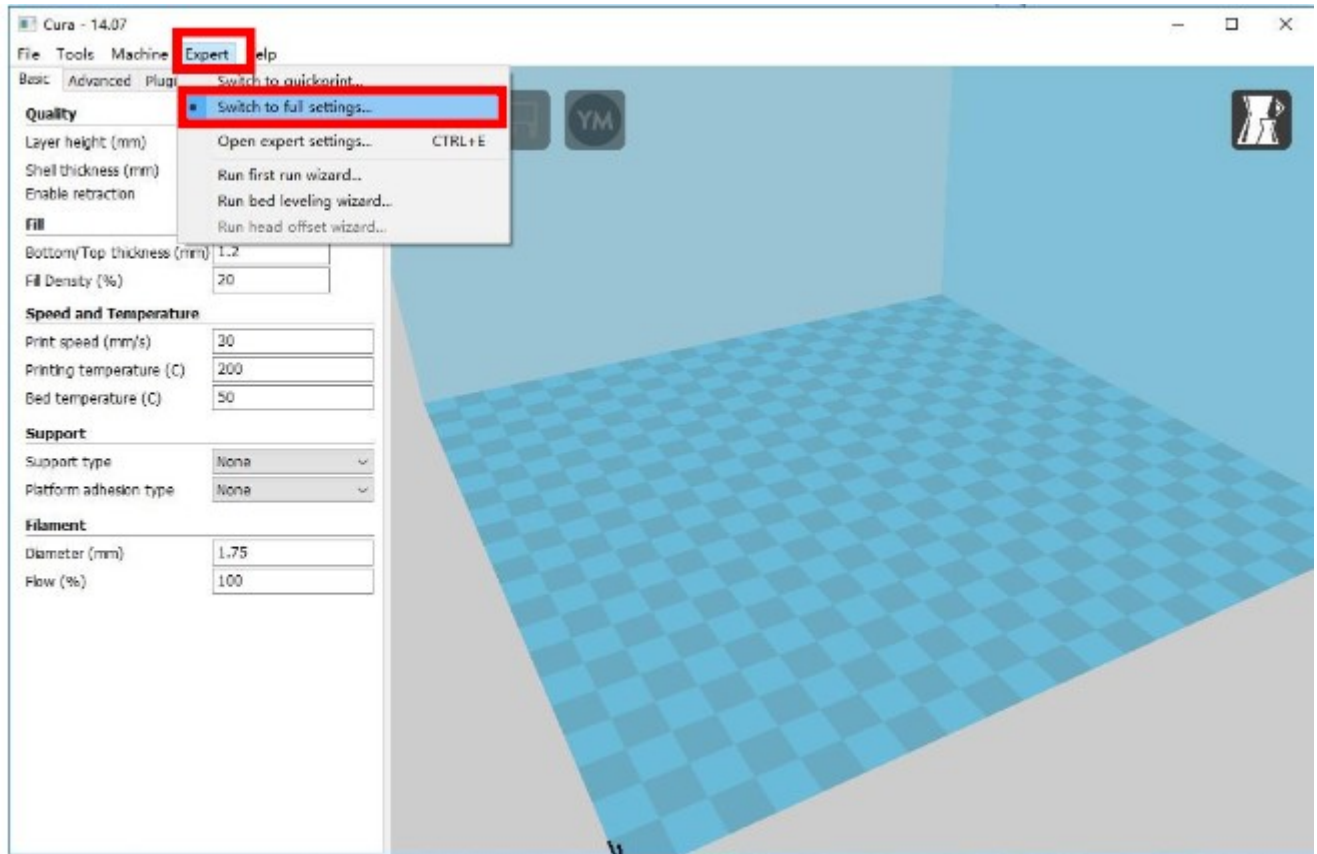 Cura - 14.07
File Tools Machine Expert elp
Basic Advanced Plugi
Switch to quickprint...
Switch to full settings...
Open expert settings... CTRL+E
Run first run wizard...
Run bed leveling wizard...
Run head offset wizard...
Quality
Layer height (mm)
Shell thickness (mm)
Enable retraction
Fill
Bottom/Top thickness (mm) 1.2
Fill Density (%) 20
Speed and Temperature
Print speed (mm/s) 30
Printing temperature (C) 200
Bed temperature (C) 50
Support
Support type None
Platform adhesion type None
Filament
Diameter (mm) 1.75
Flow (%) 100
YM